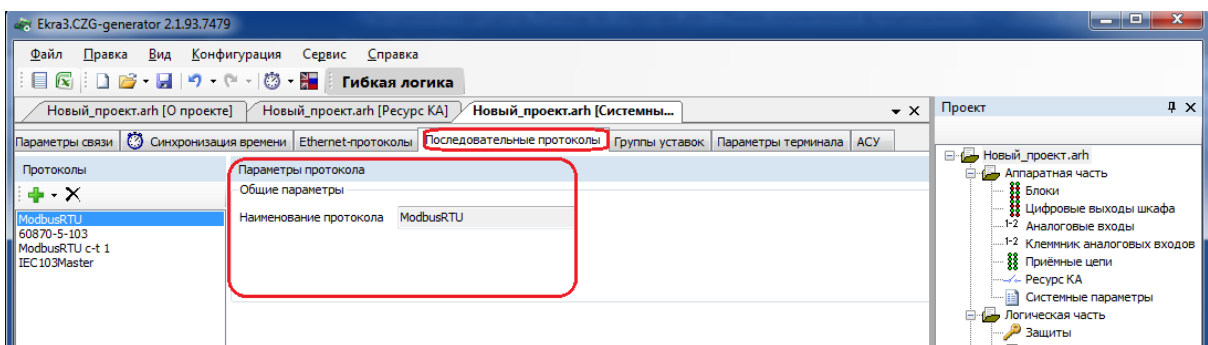 Ekra3.CZG-generator 2.1.93.7479
Файл Правка Вид Конфигурация Сервис Справка
Гибкая логика
Новый_проект.arh [О проекте] Новый_проект.arh [Ресурс КА] Новый_проект.arh [Системны...
Проект
Параметры связи Синхронизация времени Ethernet-протоколы Последовательные протоколы Группы уставок Параметры терминала АСУ
Протоколы
Параметры протокола
Общие параметры
Наименование протокола ModbusRTU
ModbusRTU
60870-5-103
ModbusRTU c-t 1
IEC103Master
Новый_проект.arh
Аппаратная часть
Блоки
Цифровые выходы шкафа
1-2 Аналоговые входы
1-2 Клеммник аналоговых входов
Приёмные цепи
Ресурс КА
Системные параметры
Логическая часть
Защиты